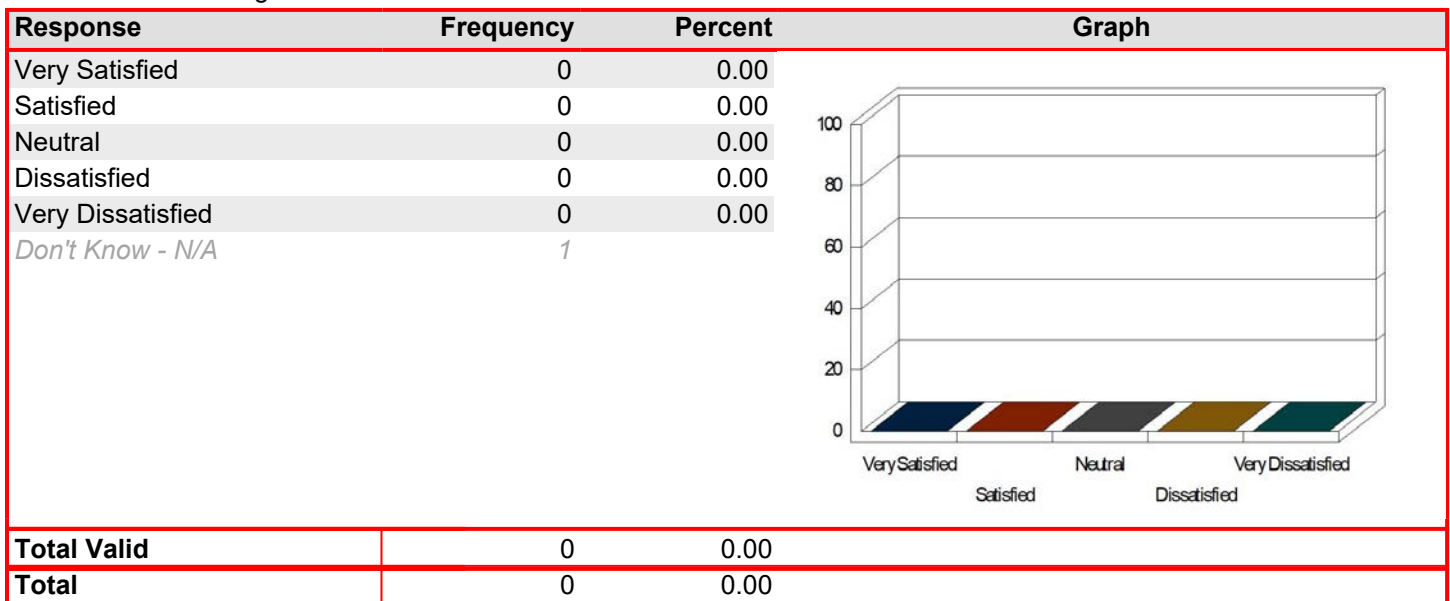 Response Frequency Percent Graph
Very Satisfied 0 0.00
Satisfied 0 0.00
Neutral 0 0.00
Dissatisfied 0 0.00
Very Dissatisfied 0 0.00
Don't Know - N/A 1
100
80
60
40
20
0
Very Satisfied Neutral Very Dissatisfied
Satisfied Dissatisfied
Total Valid 0 0.00
Total 0 0.00